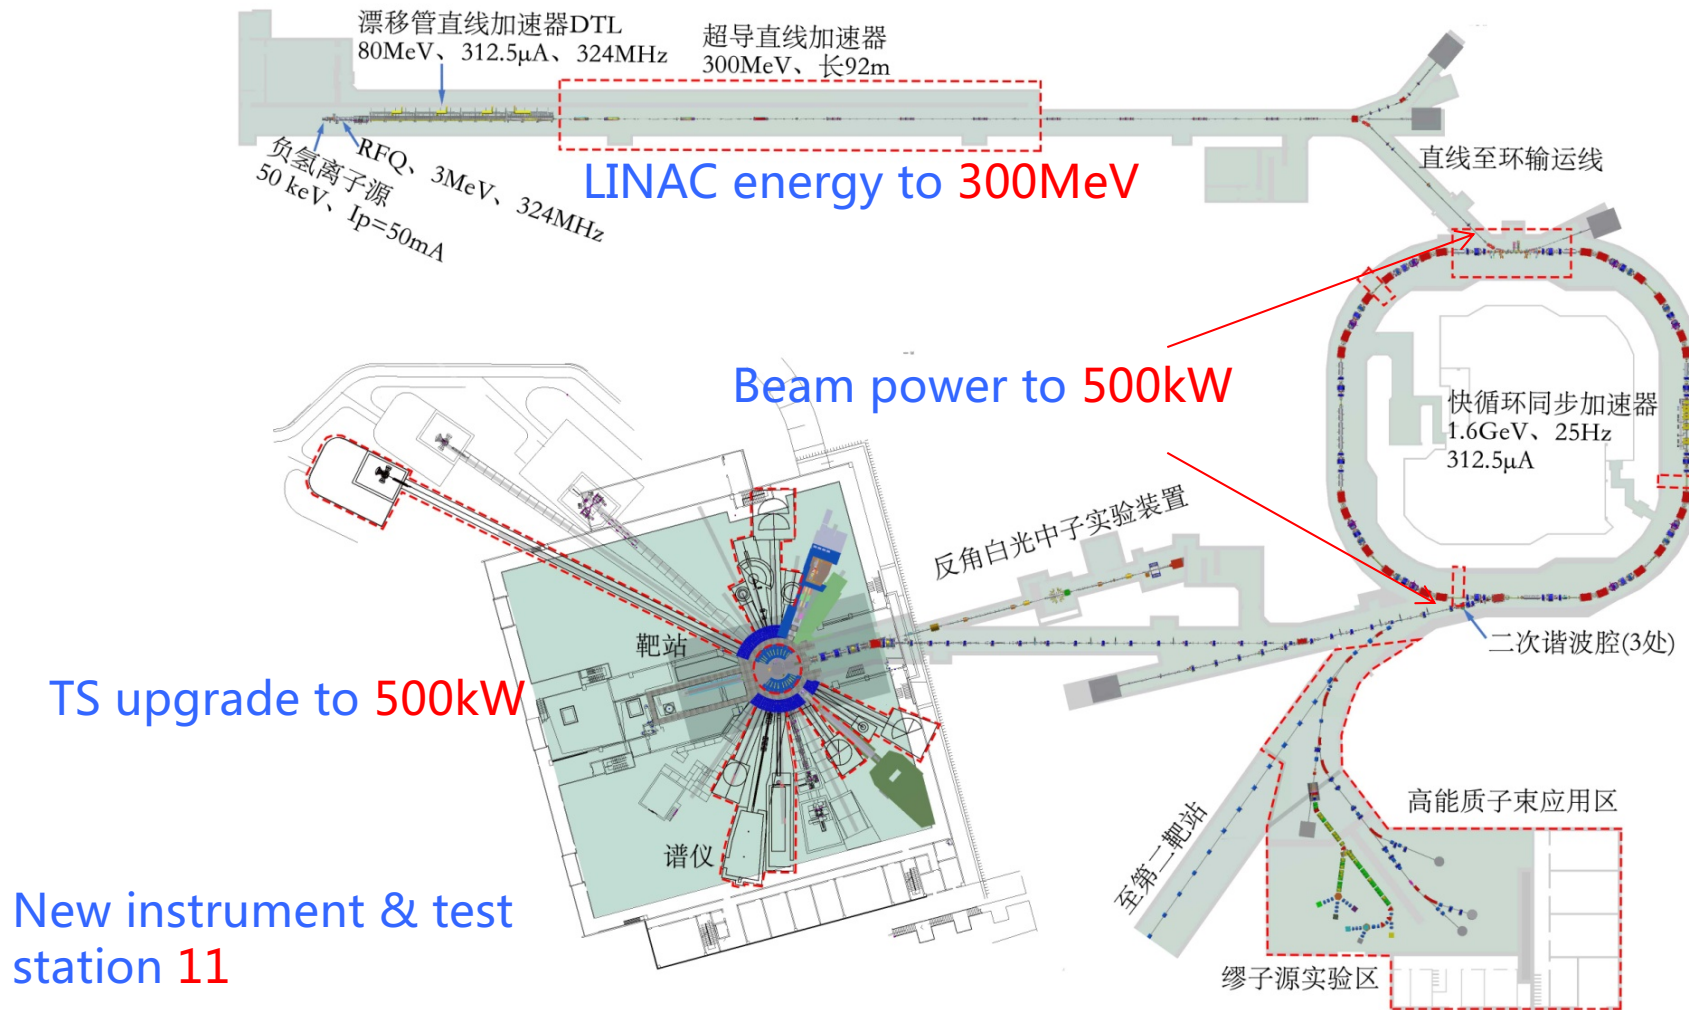 漂移管直线加速器DTL
80MeV、312.5μA、324MHz
超导直线加速器
300MeV、长92m
负氢离子源
50 keV、Ip=50mA
RFQ、3MeV、324MHz
LINAC energy to 300MeV
直线至环输运线
Beam power to 500kW
快循环同步加速器
1.6GeV、25Hz
312.5μA
反角白光中子实验装置
靶站
二次谐波腔(3处)
TS upgrade to 500kW
高能质子束应用区
至第二靶站
谱仪
New instrument & test
station 11
缪子源实验区